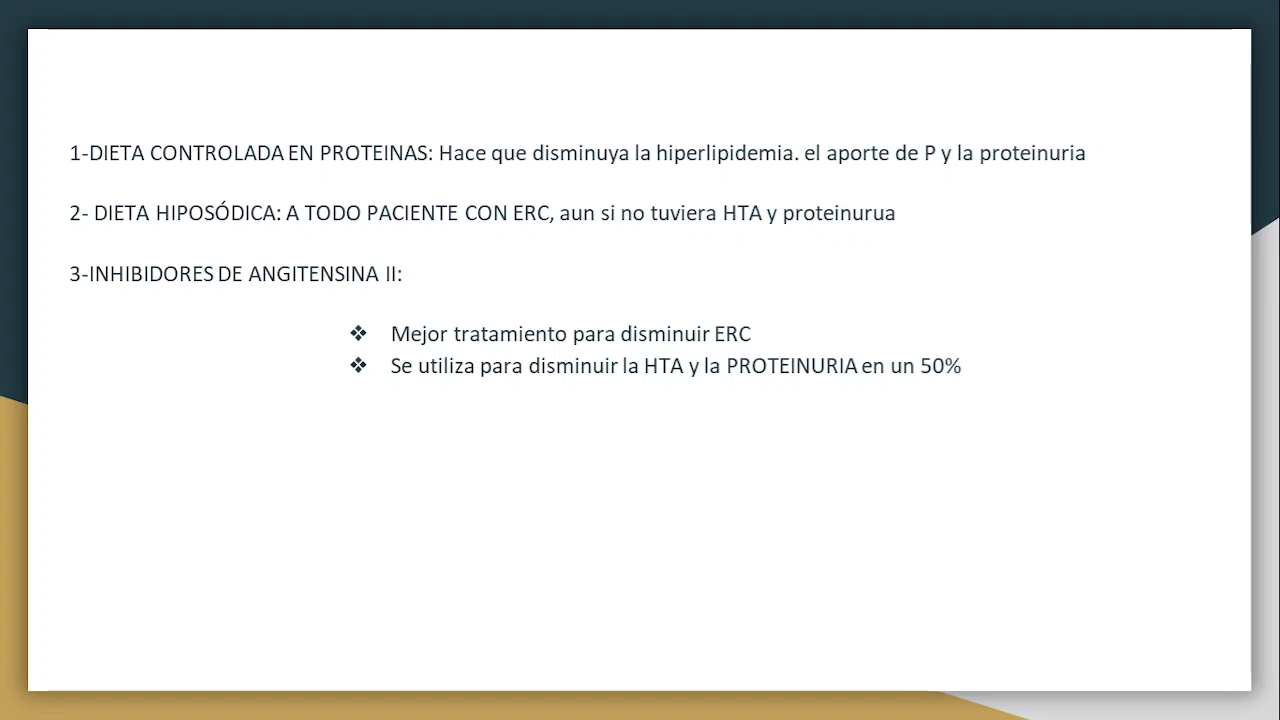 1-DIETA CONTROLADA EN PROTEINAS: Hace que disminuya la hiperlipidemia. el aporte de P y la proteinuria
2- DIETA HIPOSÓDICA: A TODO PACIENTE CON ERC, aun si no tuviera HTA y proteinurua
3-INHIBIDORES DE ANGITENSINA II:
❖ Mejor tratamiento para disminuir ERC
❖ Se utiliza para disminuir la HTA y la PROTEINURIA en un 50%